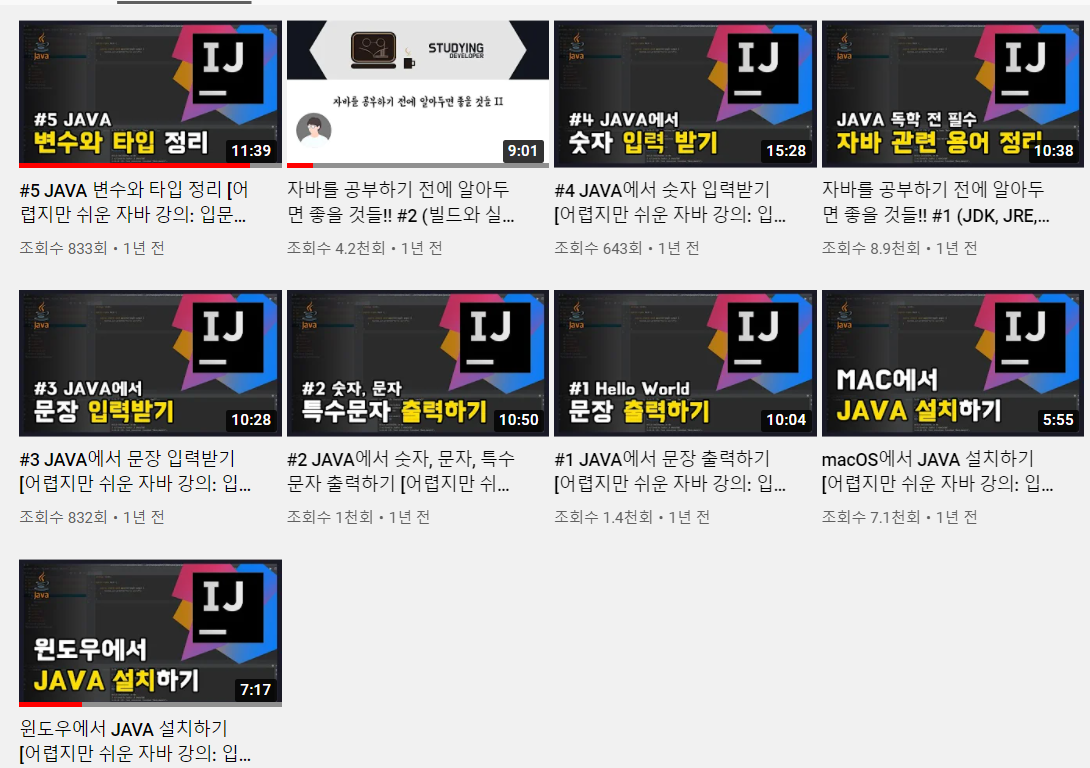 Java
IJ
#5 JAVA
변수와 타입 정리
11:39
#5 JAVA 변수와 타입 정리 [어
렵지만 쉬운 자바 강의: 입문...
조회수 833회 • 1년 전
STUDYING
DEVELOPER
자바를 공부하기 전에 알아두면 좋을 것들 II
9:01
자바를 공부하기 전에 알아두
면 좋을 것들!! #2 (빌드와 실...
조회수 4.2천회 • 1년 전
Java
IJ
#4 JAVA에서
숫자 입력 받기
15:28
#4 JAVA에서 숫자 입력받기
[어렵지만 쉬운 자바 강의: 입...
조회수 643회 • 1년 전
Java
IJ
JAVA 독학 전 필수
자바 관련 용어 정리
10:38
자바를 공부하기 전에 알아두
면 좋을 것들!! #1 (JDK, JRE,...
조회수 8.9천회 • 1년 전
Java
IJ
#3 JAVA에서
문장 입력받기
10:28
#3 JAVA에서 문장 입력받기
[어렵지만 쉬운 자바 강의: 입...
조회수 832회 • 1년 전
Java
IJ
#2 숫자, 문자
특수문자 출력하기
10:50
#2 JAVA에서 숫자, 문자, 특수
문자 출력하기 [어렵지만 쉬...
조회수 1천회 • 1년 전
Java
IJ
#1 Hello World
문장 출력하기
10:04
#1 JAVA에서 문장 출력하기
[어렵지만 쉬운 자바 강의: 입...
조회수 1.4천회 • 1년 전
Java
IJ
MAC에서
JAVA 설치하기
5:55
macOS에서 JAVA 설치하기
[어렵지만 쉬운 자바 강의: 입...
조회수 7.1천회 • 1년 전
Java
IJ
윈도우에서
JAVA 설치하기
7:17
윈도우에서 JAVA 설치하기
[어렵지만 쉬운 자바 강의: 입...